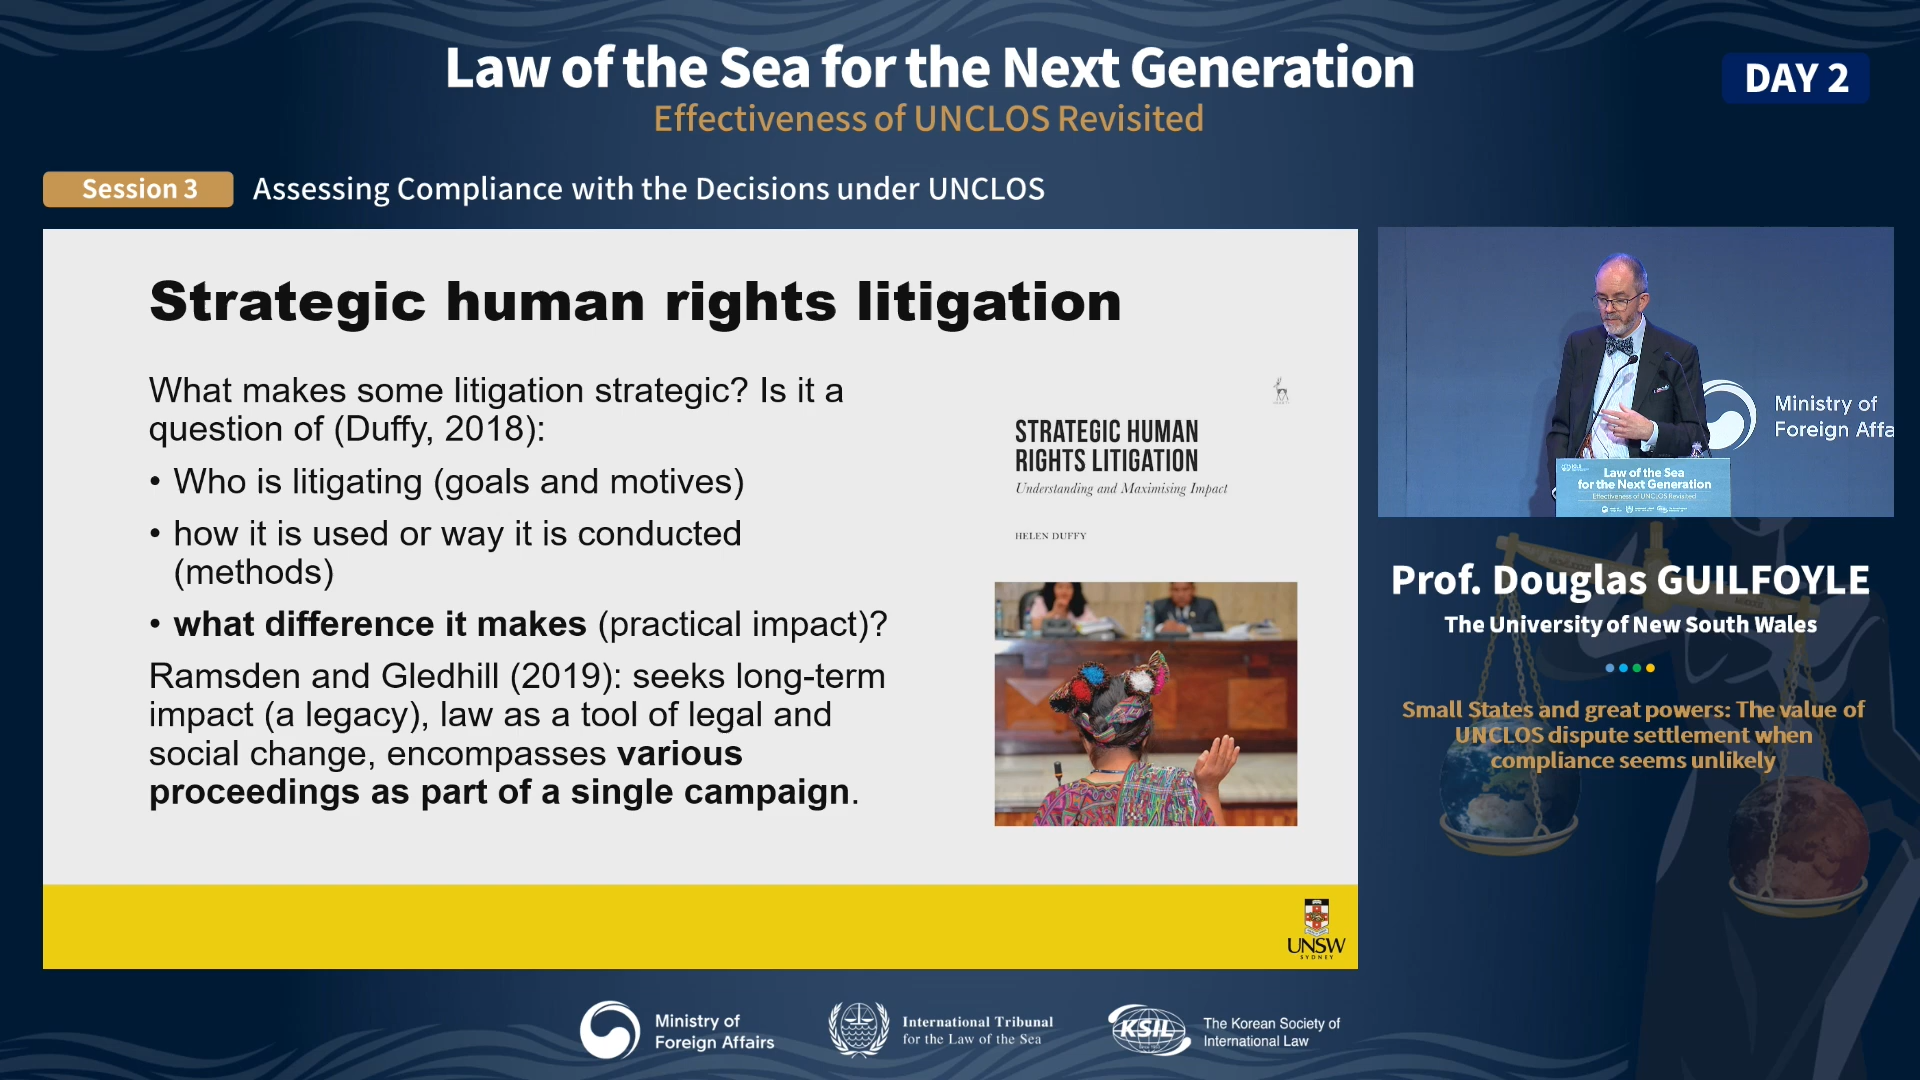 Law of the Sea for the Next Generation
Effectiveness of UNCLOS Revisited
DAY 2
Session 3
Assessing Compliance with the Decisions under UNCLOS
Strategic human rights litigation
What makes some litigation strategic? Is it a
question of (Duffy, 2018):
• Who is litigating (goals and motives)
• how it is used or way it is conducted
(methods)
• what difference it makes (practical impact)?
Ramsden and Gledhill (2019): seeks long-term
impact (a legacy), law as a tool of legal and
social change, encompasses various
proceedings as part of a single campaign.
STRATEGIC HUMAN
RIGHTS LITIGATION
Understanding and Maximising Impact
HELEN DUFFY
UNSW
SYDNEY
Ministry of
Foreign Affa
Law of the Sea
for the Next Generation
Effectiveness of UNCLOS Revisited
Prof. Douglas GUILFOYLE
The University of New South Wales
Small States and great powers: The value of
UNCLOS dispute settlement when
compliance seems unlikely
Ministry of
Foreign Affairs
International Tribunal
for the Law of the Sea
KSIL
The Korean Society of
International Law